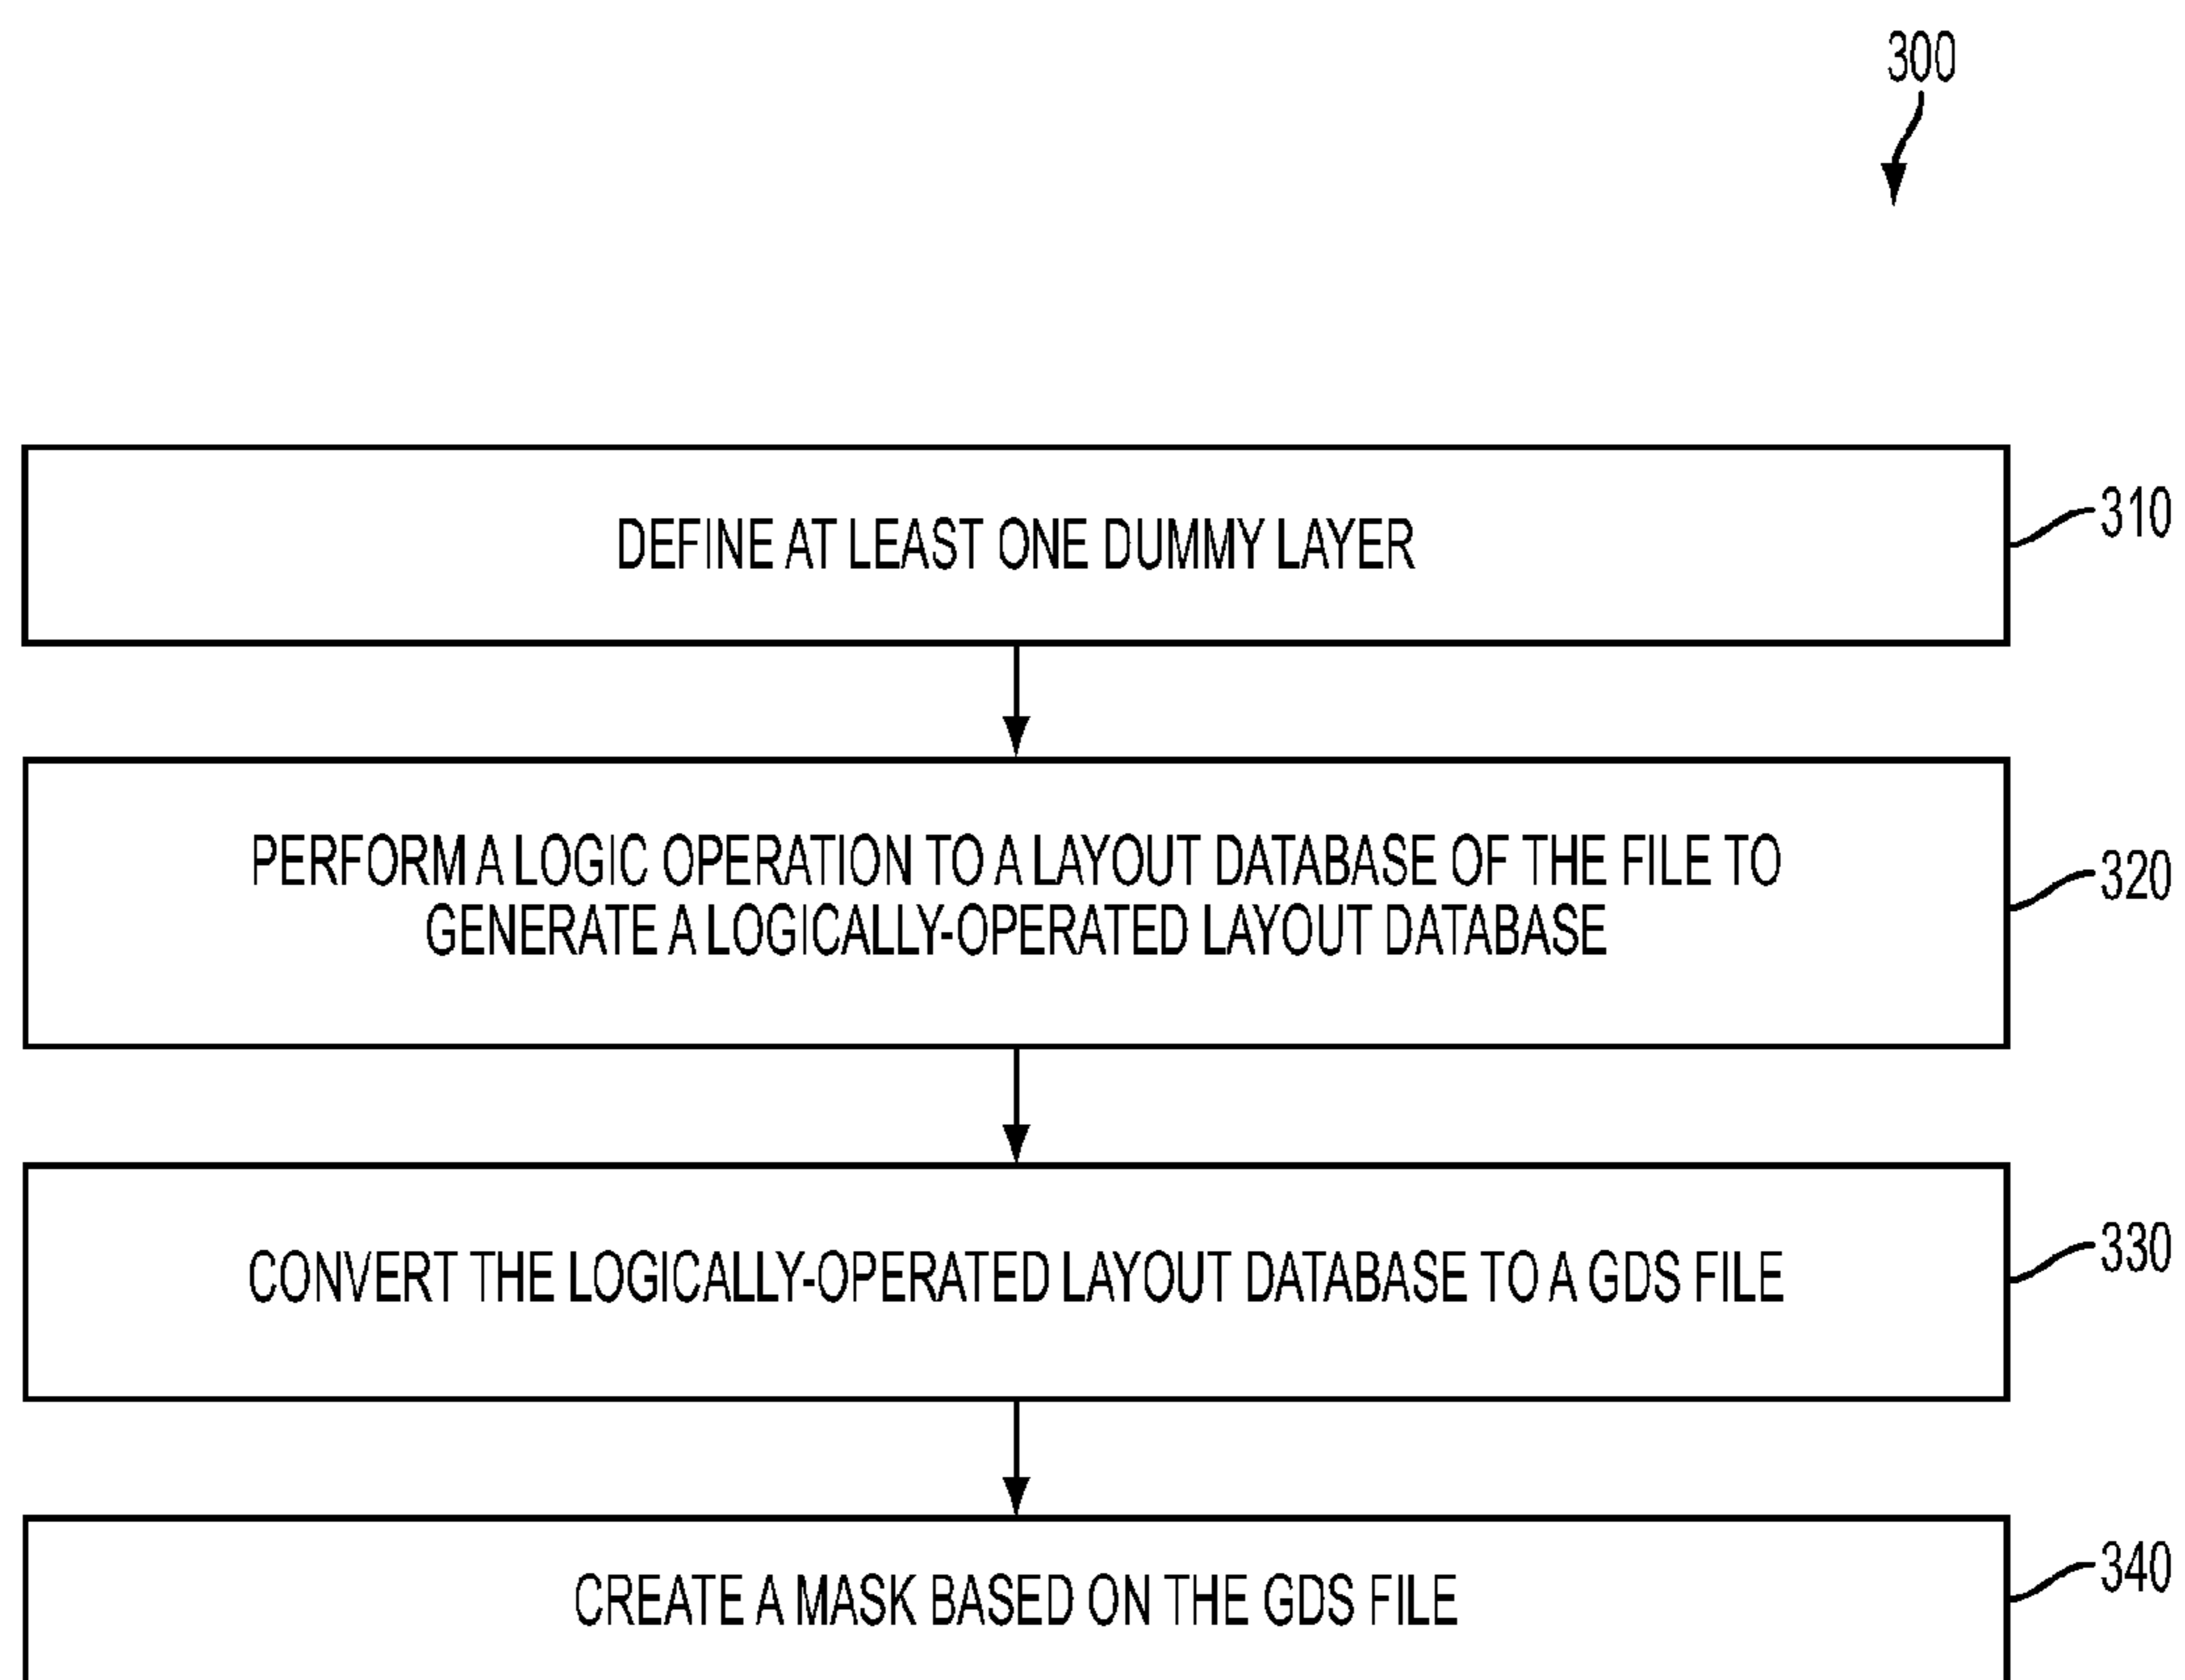 300
DEFINE AT LEAST ONE DUMMY LAYER
310
PERFORM A LOGIC OPERATION TO A LAYOUT DATABASE OF THE FILE TO
GENERATE A LOGICALLY-OPERATED LAYOUT DATABASE
320
CONVERT THE LOGICALLY-OPERATED LAYOUT DATABASE TO A GDS FILE
330
CREATE A MASK BASED ON THE GDS FILE
340